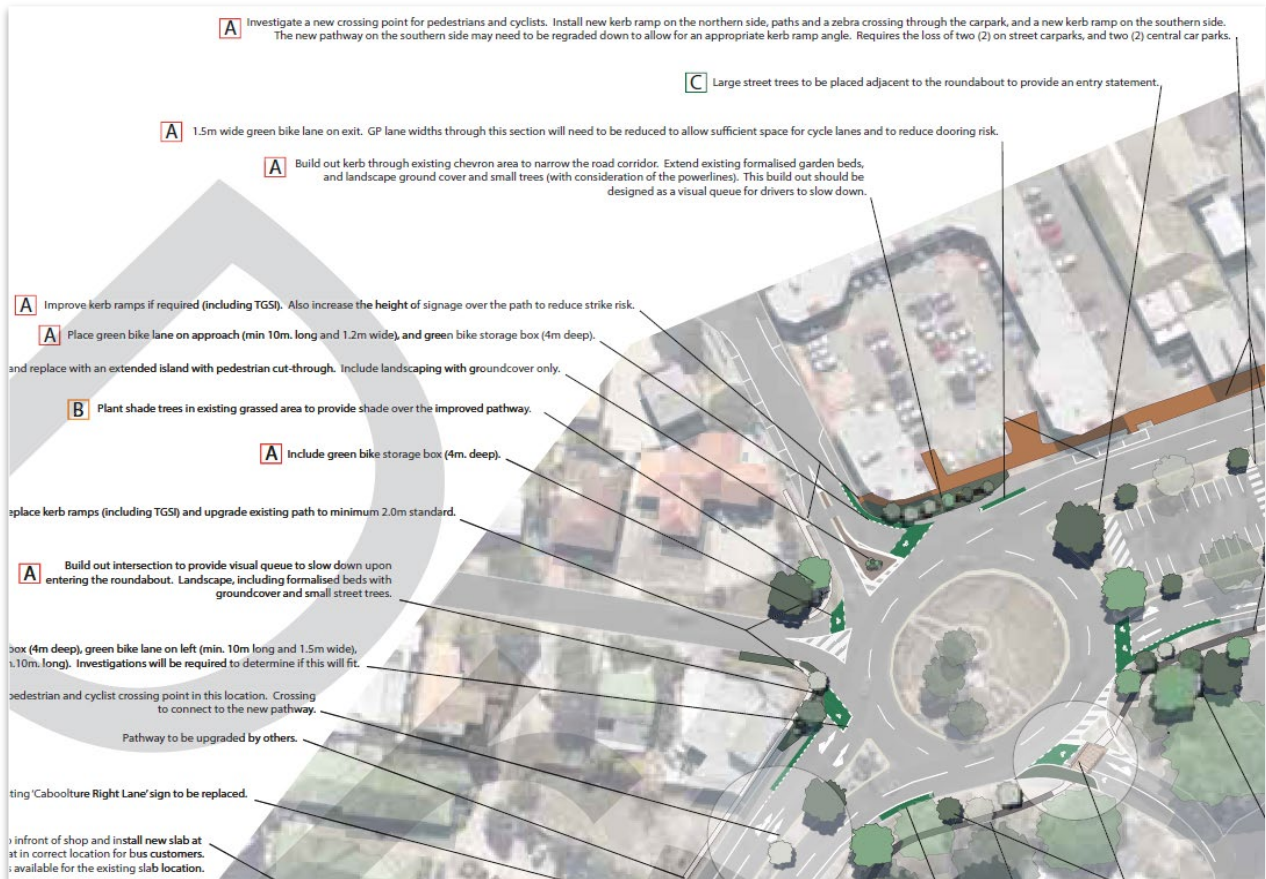 A Investigate a new crossing point for pedestrians and cyclists. Install new kerb ramp on the northern side, paths and a zebra crossing through the carpark, and a new kerb ramp on the southern side.
The new pathway on the southern side may need to be regraded down to allow for an appropriate kerb ramp angle. Requires the loss of two (2) on street carparks, and two (2) central car parks.
C Large street trees to be placed adjacent to the roundabout to provide an entry statement.
A 1.5m wide green bike lane on exit. GP lane widths through this section will need to be reduced to allow sufficient space for cycle lanes and to reduce dooring risk.
A Build out kerb through existing chevron area to narrow the road corridor. Extend existing formalised garden beds,
and landscape ground cover and small trees (with consideration of the powerlines). This build out should be
designed as a visual queue for drivers to slow down.
A Improve kerb ramps if required (including TGSI). Also increase the height of signage over the path to reduce strike risk.
A Place green bike lane on approach (min 10m. long and 1.2m wide), and green bike storage box (4m deep).
and replace with an extended island with pedestrian cut-through. Include landscaping with groundcover only.
B Plant shade trees in existing grassed area to provide shade over the improved pathway.
A Include green bike storage box (4m. deep).
eplace kerb ramps (including TGSI) and upgrade existing path to minimum 2.0m standard.
A Build out intersection to provide visual queue to slow down upon
entering the roundabout. Landscape, including formalised beds with
groundcover and small street trees.
box (4m deep), green bike lane on left (min. 10m long and 1.5m wide),
.10m. long). Investigations will be required to determine if this will fit.
pedestrian and cyclist crossing point in this location. Crossing
to connect to the new pathway.
Pathway to be upgraded by others.
ting 'Caboolture Right Lane' sign to be replaced.
infront of shop and install new slab at
at in correct location for bus customers.
available for the existing slab location.